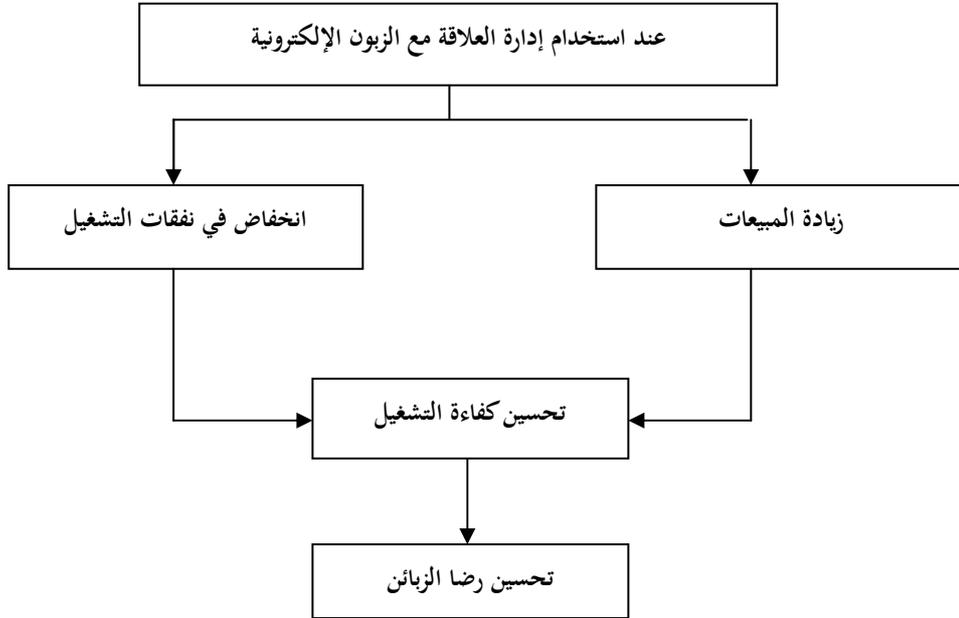 عند استخدام إدارة العلاقة مع الزبون الإلكترونية
زيادة المبيعات
انخفاض في نفقات التشغيل
تحسين كفاءة التشغيل
تحسين رضا الزبائن